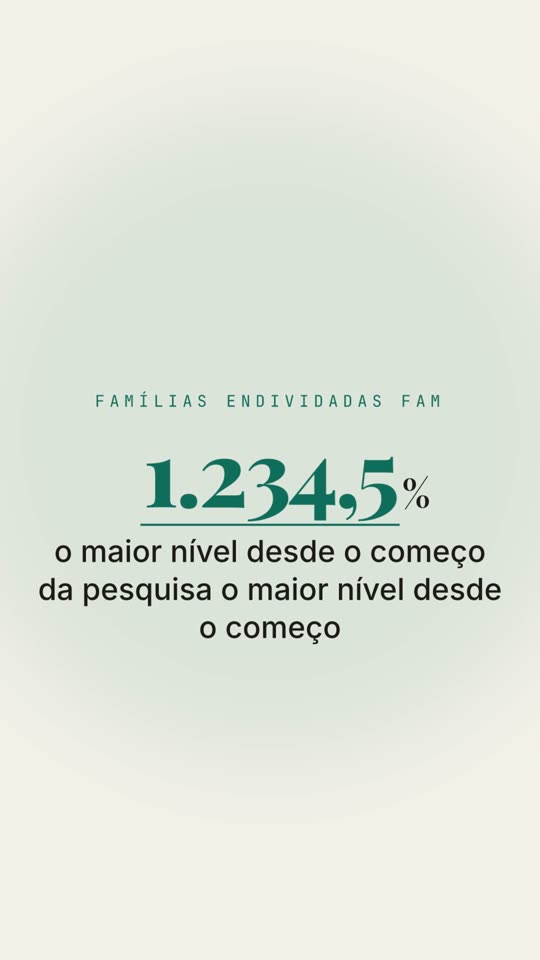 FAMÍLIAS ENDIVIDADAS FAM
1.234,5%
o maior nível desde o começo
da pesquisa o maior nível desde
o começo